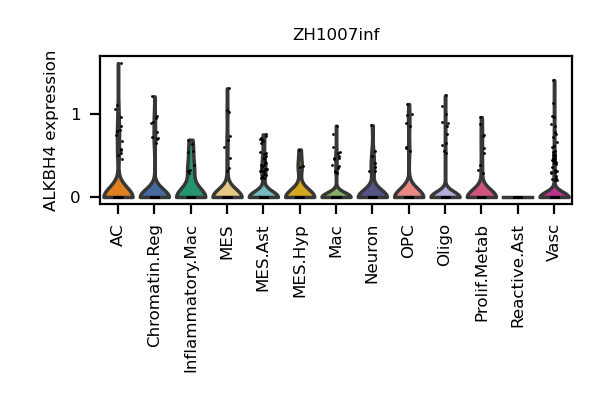 ZH1007inf
ALKBH4 expression
1
0
AC
Chromatin.Reg
Inflammatory.Mac
MES
MES.Ast
MES.Hyp
Mac
Neuron
OPC
Oligo
Prolif.Metab
Reactive.Ast
Vasc